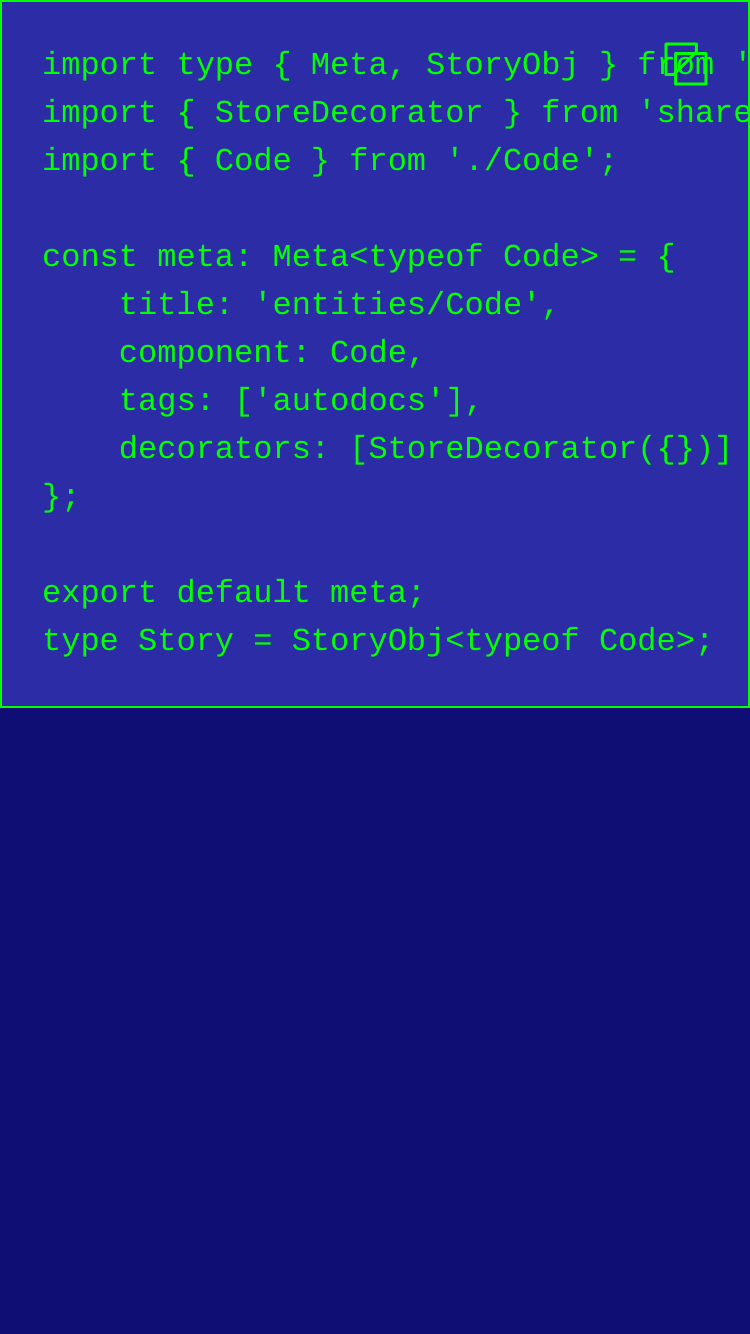 import type { Meta, StoryObj } from '
import { StoreDecorator } from 'share
import { Code } from './Code';

const meta: Meta<typeof Code> = {
    title: 'entities/Code',
    component: Code,
    tags: ['autodocs'],
    decorators: [StoreDecorator({})]
};

export default meta;
type Story = StoryObj<typeof Code>;